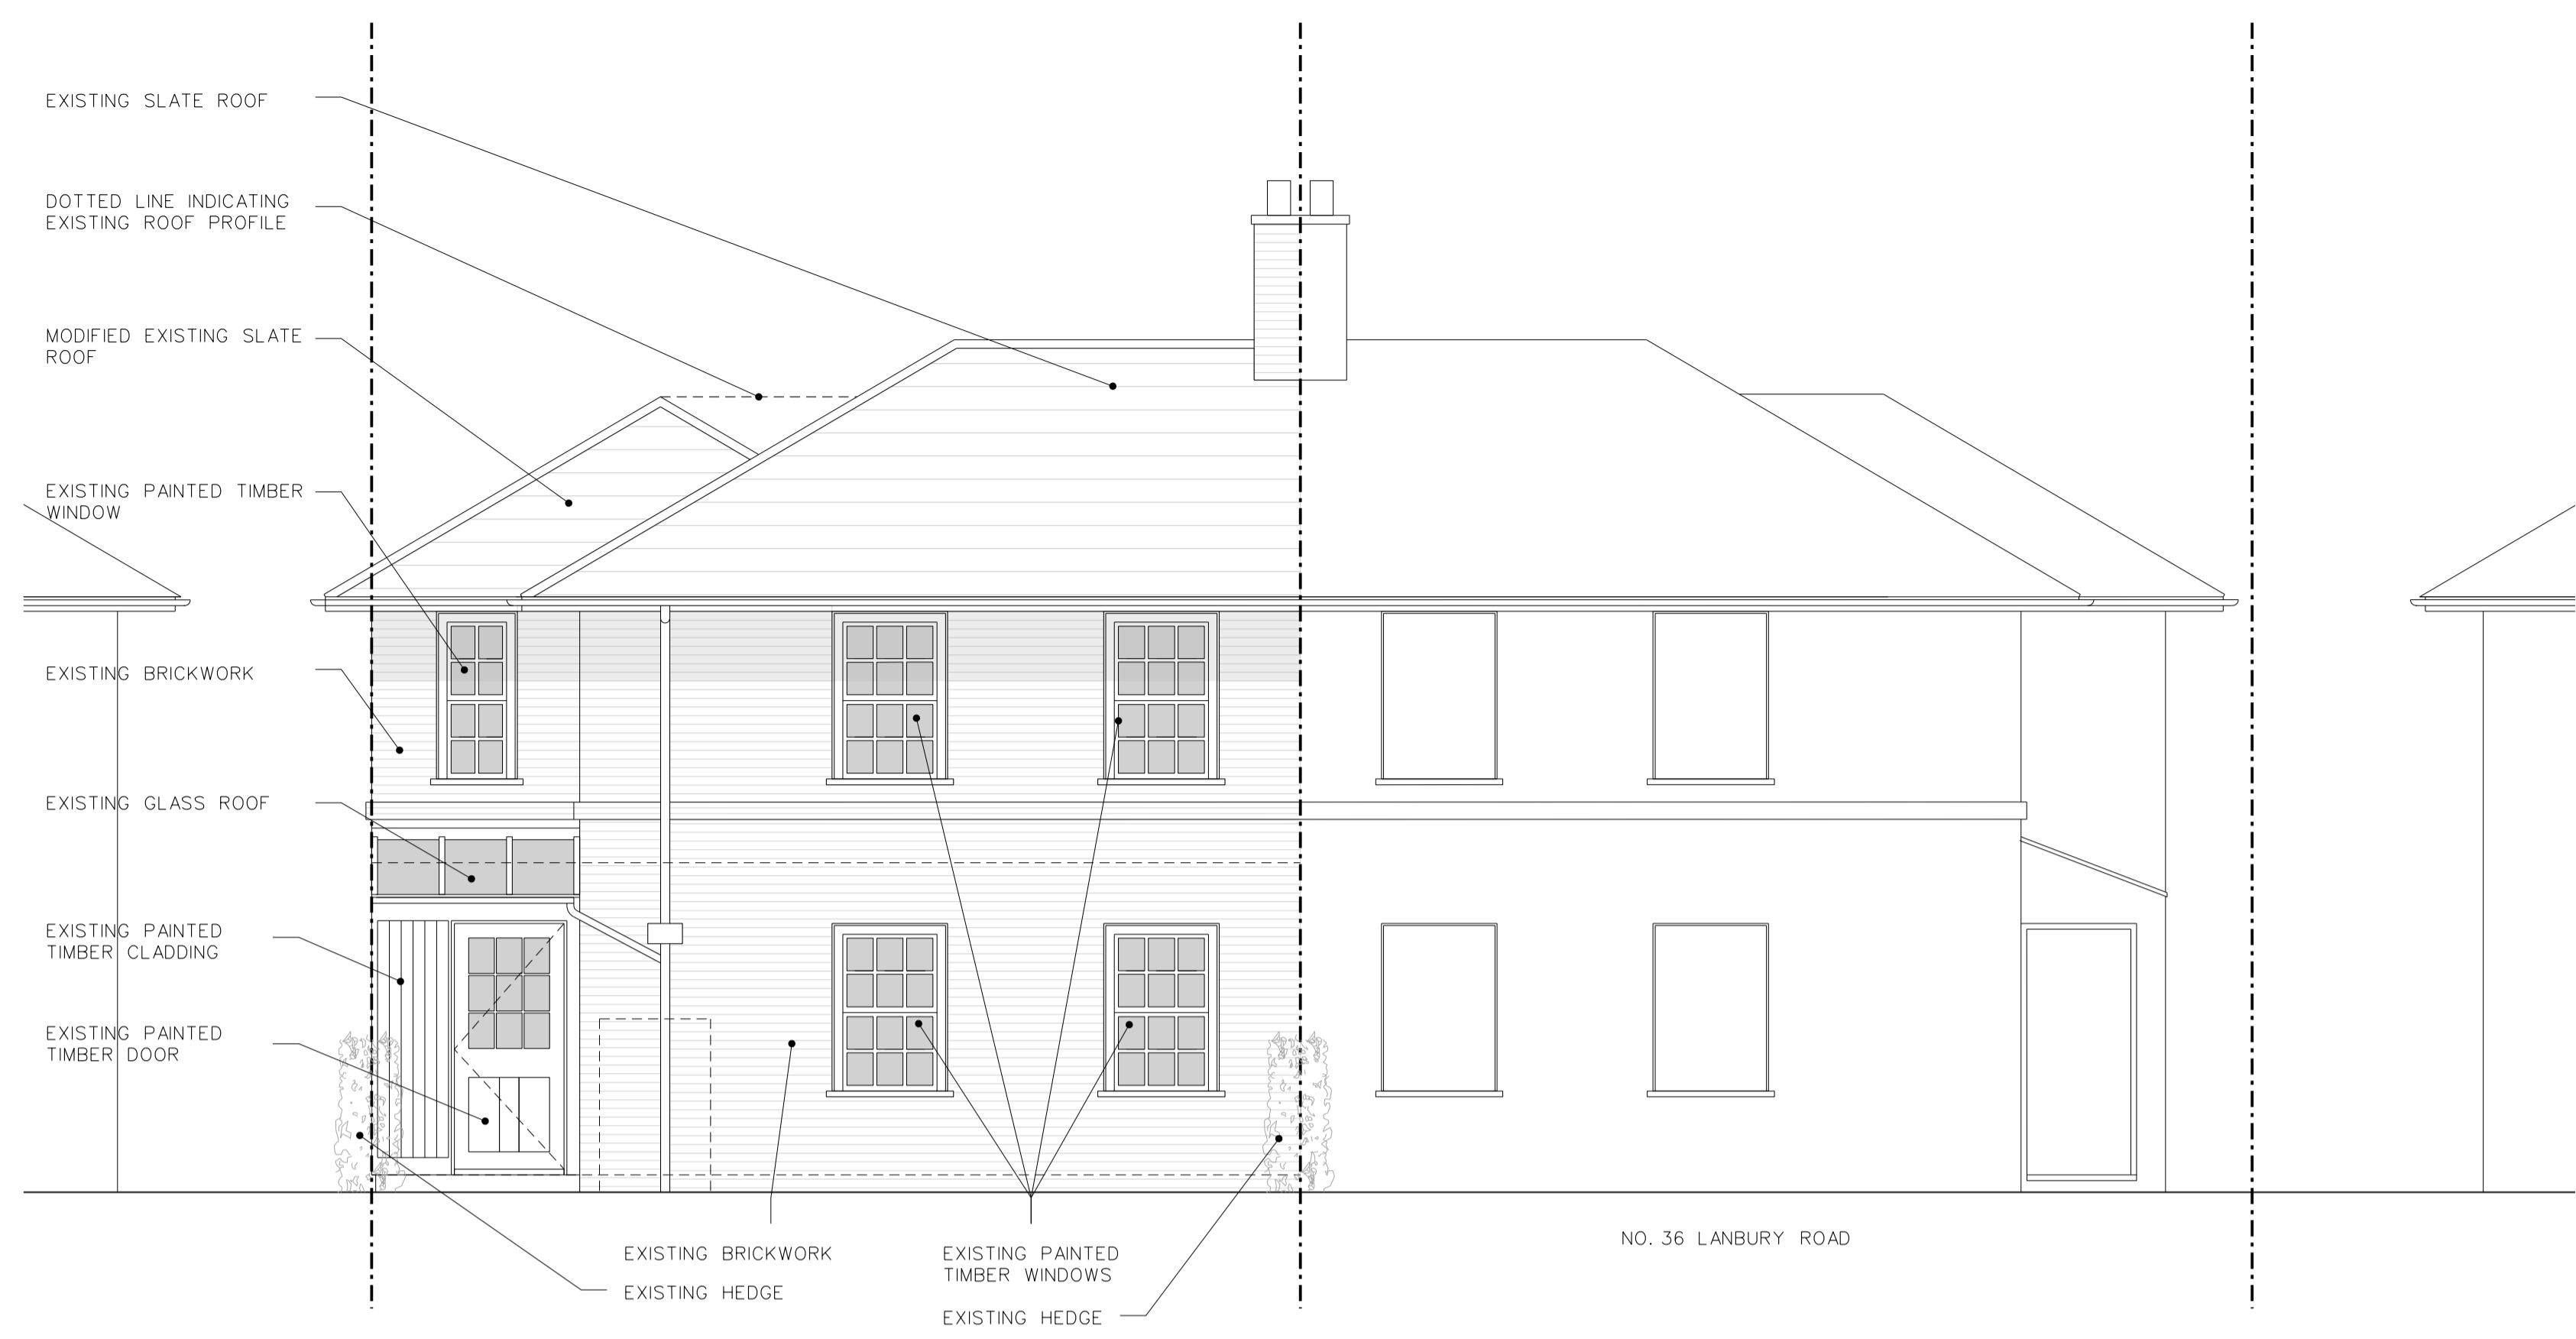 EXISTING SLATE ROOF
DOTTED LINE INDICATING
EXISTING ROOF PROFILE
MODIFIED EXISTING SLATE
ROOF
EXISTING PAINTED TIMBER
WINDOW
EXISTING BRICKWORK
EXISTING GLASS ROOF
EXISTING PAINTED
TIMBER CLADDING
EXISTING PAINTED
TIMBER DOOR
EXISTING BRICKWORK
EXISTING HEDGE
EXISTING PAINTED
TIMBER WINDOWS
EXISTING HEDGE
NO. 36 LANBURY ROAD